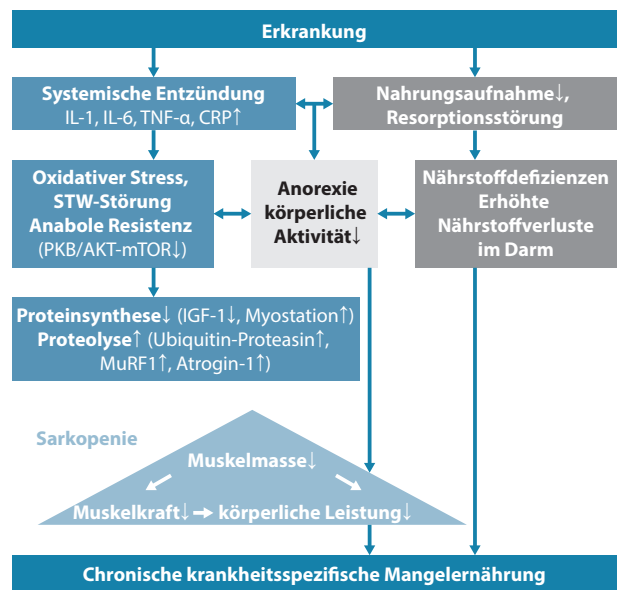 Erkrankung
Systemische Entzündung
IL-1, IL-6, TNF-α, CRP↑
Nahrungsaufnahme↓,
Resorptionsstörung
Oxidativer Stress,
STW-Störung
Anabole Resistenz
(PKB/AKT-mTOR↓)
Anorexie
körperliche
Aktivität↓
Nährstoffdefizienzen
Erhöhte
Nährstoffverluste
im Darm
Proteinsynthese↓ (IGF-1↓, Myostation↑)
Proteolyse↑ (Ubiquitin-Proteasin↑,
MuRF1↑, Atrogin-1↑)
Sarkopenie
Muskelmasse↓
Muskelkraft↓ → körperliche Leistung↓
Chronische krankheitsspezifische Mangelernährung